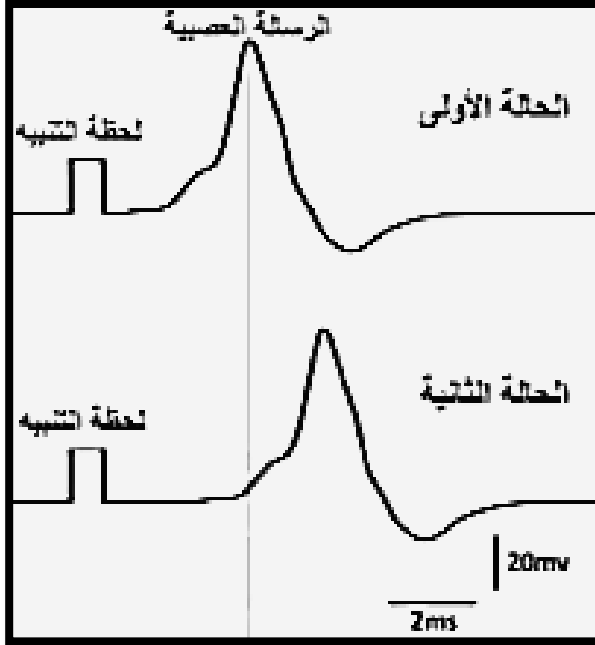 الرسالة العصبية
الحالة الأولى
لحظة التنبيه
الحالة الثانية
لحظة التنبيه
20mv
2ms